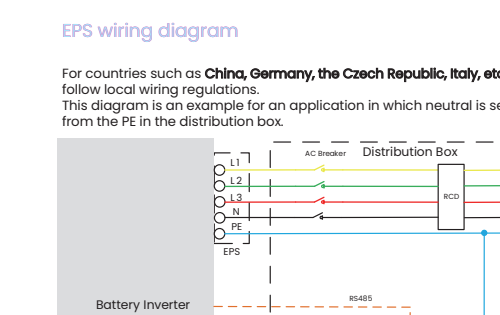 EPS wiring diagram
For countries such as China, Germany, the Czech Republic, Italy, etc
follow local wiring regulations.
This diagram is an example for an application in which neutral is se
from the PE in the distribution box.
AC Breaker Distribution Box
L1
L2
L3
RCD
N
PE
EPS
RS485
Battery Inverter